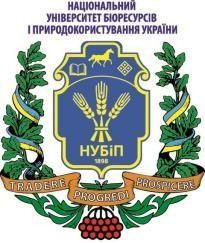 НАЦІОНАЛЬНИЙ
УНІВЕРСИТЕТ БІОРЕСУРСІВ
І ПРИРОДОКОРИСТУВАННЯ УКРАЇНИ
НУБіП
1898
TRADERE PROGREDI PROSPICERE